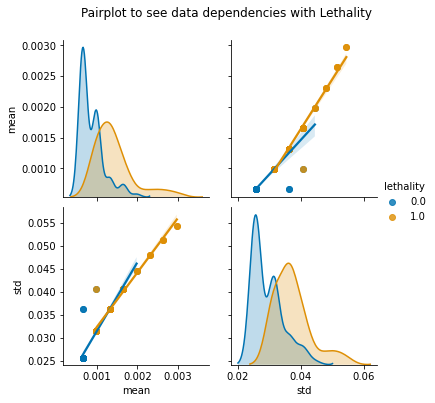 Pairplot to see data dependencies with Lethality
0.0030
0.0025
0.0020
0.0015
0.0010
mean
lethality
0.0
1.0
0.055
0.050
0.045
0.040
0.035
0.030
0.025
std
0.001 0.002 0.003
mean
0.02 0.04 0.06
std